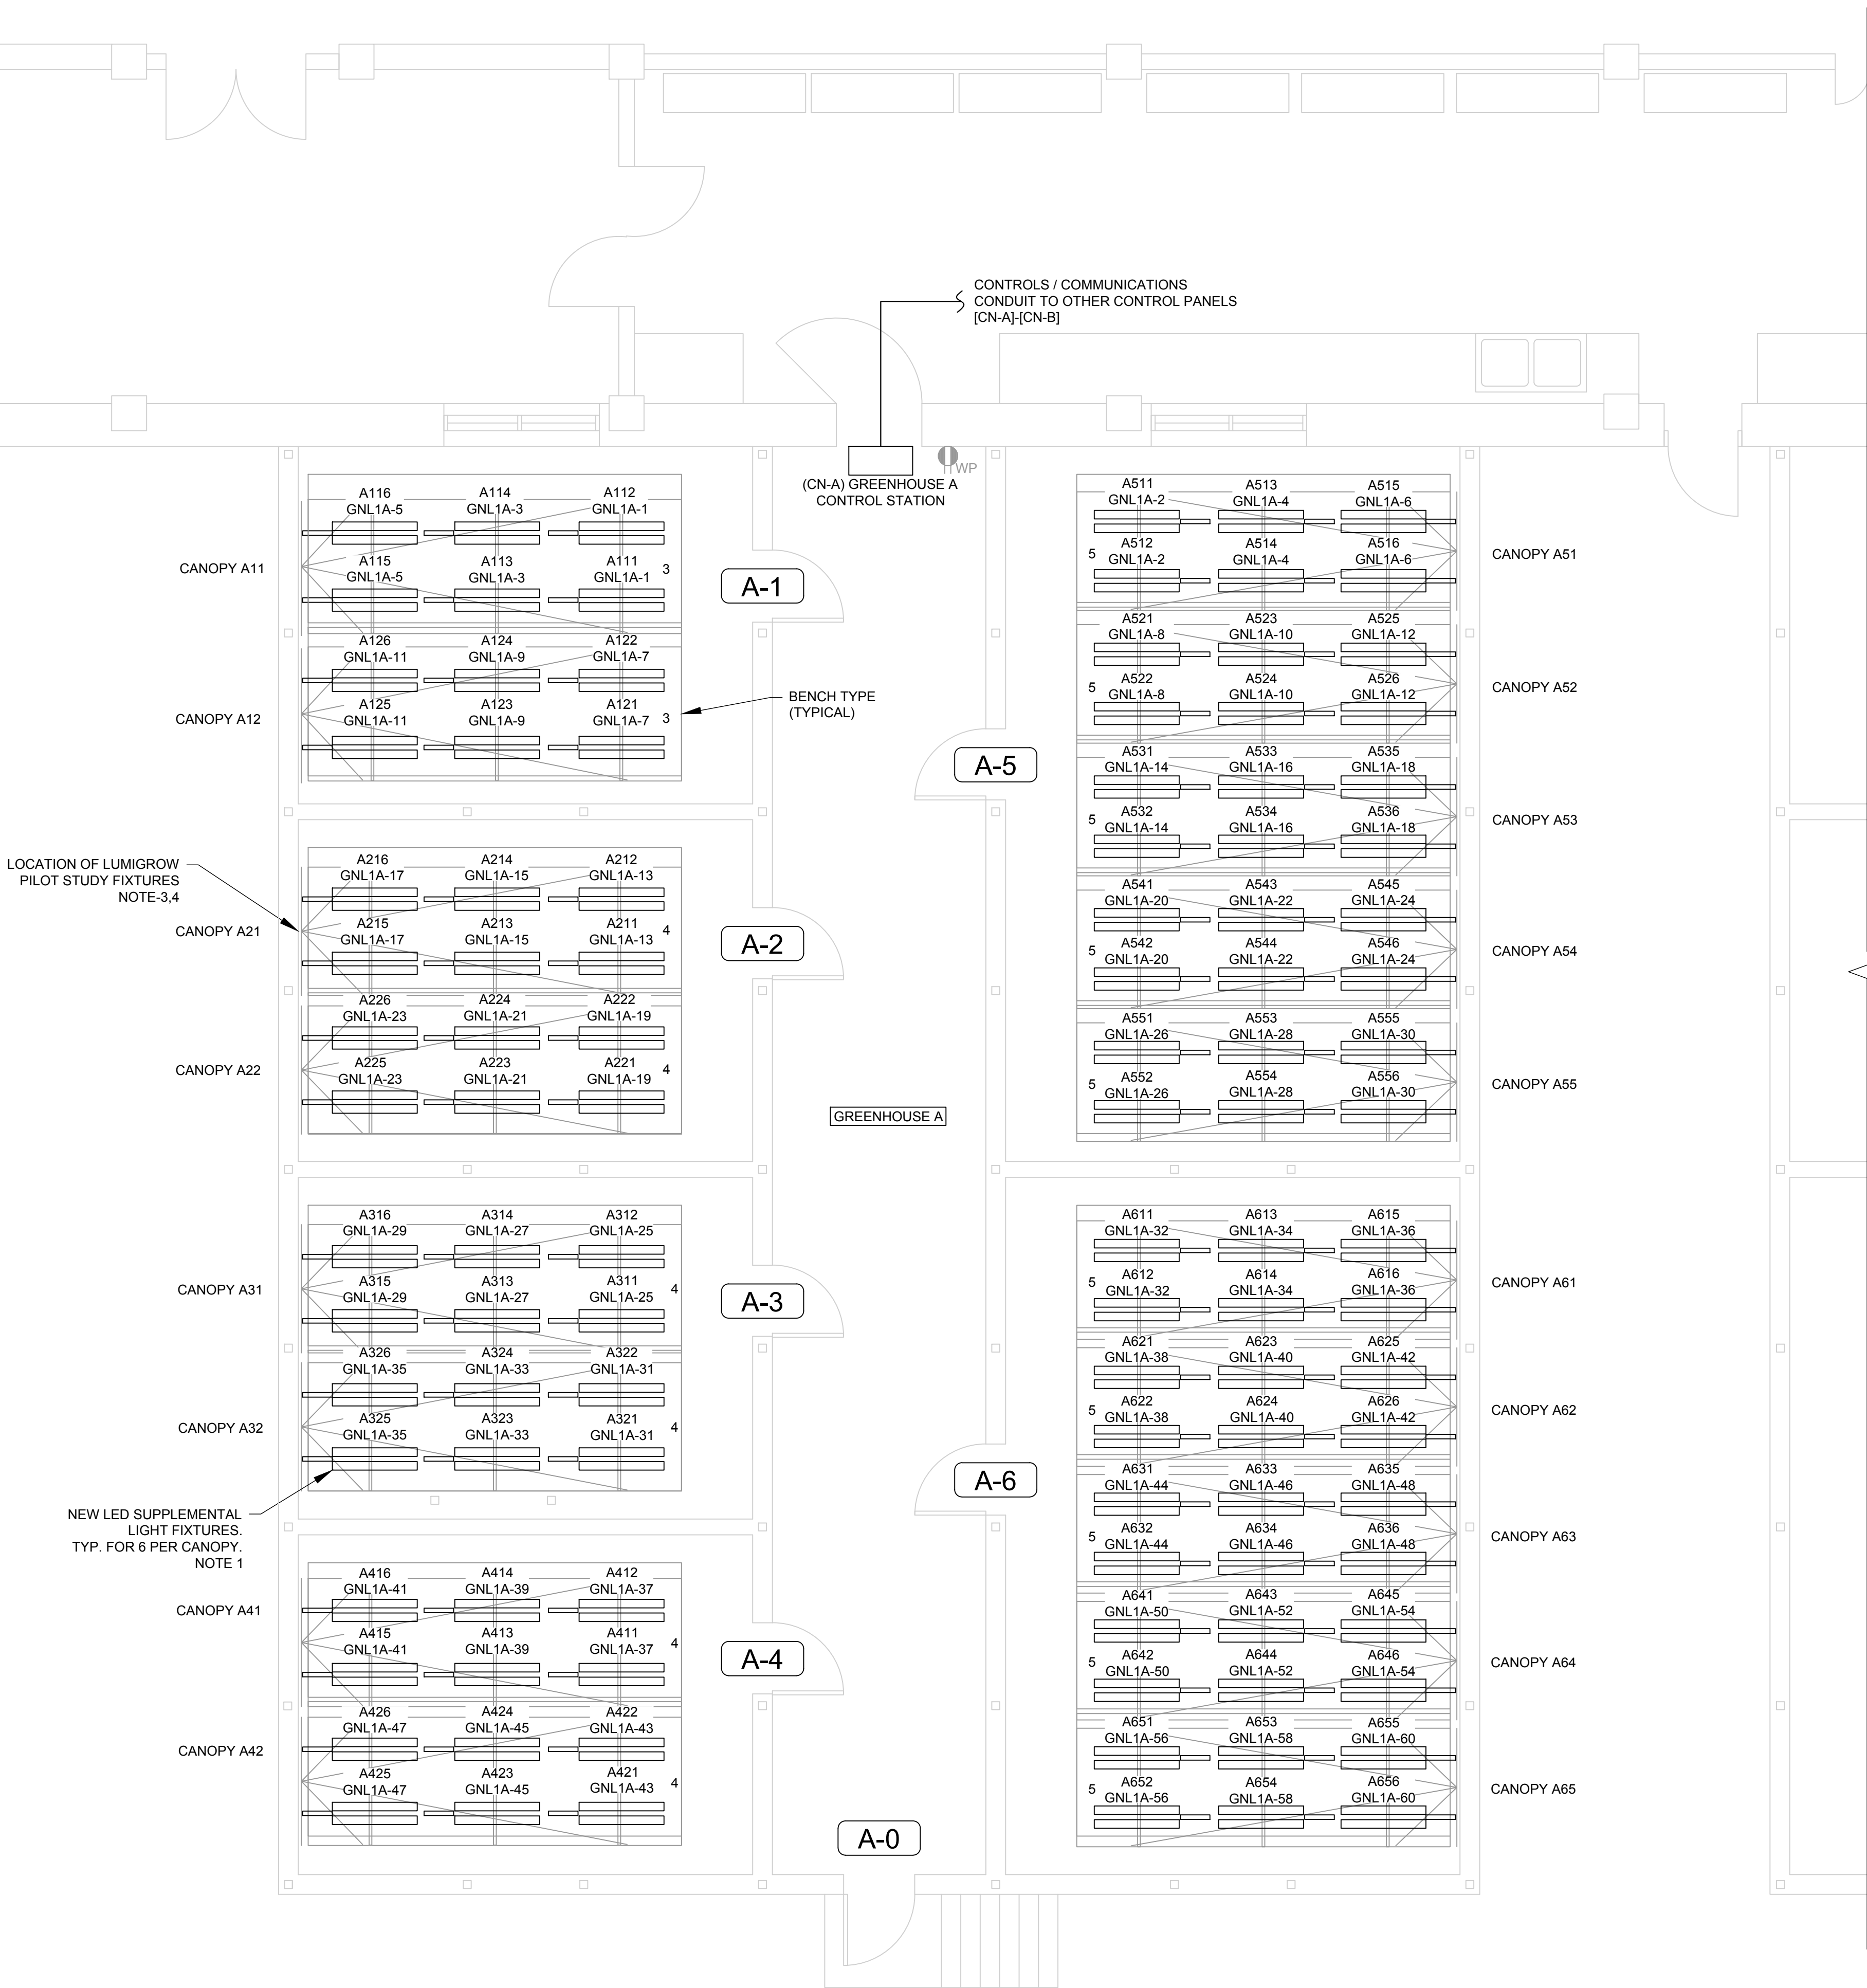 CONTROLS / COMMUNICATIONS
CONDUIT TO OTHER CONTROL PANELS
[CN-A]-[CN-B]
WP
(CN-A) GREENHOUSE A
CONTROL STATION
A116 A114 A112
GNL1A-5 GNL1A-3 GNL1A-1
CANOPY A11
A115 A113 A111 3
GNL1A-5 GNL1A-3 GNL1A-1
A-1
A126 A124 A122
GNL1A-11 GNL1A-9 GNL1A-7
CANOPY A12
A125 A123 A121
GNL1A-11 GNL1A-9 GNL1A-7 3
BENCH TYPE
(TYPICAL)
LOCATION OF LUMIGROW
PILOT STUDY FIXTURES
NOTE-3,4
A216 A214 A212
GNL1A-17 GNL1A-15 GNL1A-13
CANOPY A21
A215 A213 A211 4
GNL1A-17 GNL1A-15 GNL1A-13
A-2
A226 A224 A222
GNL1A-23 GNL1A-21 GNL1A-19
CANOPY A22
A225 A223 A221 4
GNL1A-23 GNL1A-21 GNL1A-19
GREENHOUSE A
A316 A314 A312
GNL1A-29 GNL1A-27 GNL1A-25
CANOPY A31
A315 A313 A311 4
GNL1A-29 GNL1A-27 GNL1A-25
A-3
A326 A324 A322
GNL1A-35 GNL1A-33 GNL1A-31
CANOPY A32
A325 A323 A321 4
GNL1A-35 GNL1A-33 GNL1A-31
NEW LED SUPPLEMENTAL
LIGHT FIXTURES.
TYP. FOR 6 PER CANOPY.
NOTE 1
A416 A414 A412
GNL1A-41 GNL1A-39 GNL1A-37
CANOPY A41
A415 A413 A411 4
GNL1A-41 GNL1A-39 GNL1A-37
A-4
A426 A424 A422
GNL1A-47 GNL1A-45 GNL1A-43
CANOPY A42
A425 A423 A421 4
GNL1A-47 GNL1A-45 GNL1A-43
A-0
A511 A513 A515
GNL1A-2 GNL1A-4 GNL1A-6
5 A512 A514 A516
GNL1A-2 GNL1A-4 GNL1A-6
CANOPY A51
A521 A523 A525
GNL1A-8 GNL1A-10 GNL1A-12
5 A522 A524 A526
GNL1A-8 GNL1A-10 GNL1A-12
CANOPY A52
A-5
A531 A533 A535
GNL1A-14 GNL1A-16 GNL1A-18
5 A532 A534 A536
GNL1A-14 GNL1A-16 GNL1A-18
CANOPY A53
A541 A543 A545
GNL1A-20 GNL1A-22 GNL1A-24
5 A542 A544 A546
GNL1A-20 GNL1A-22 GNL1A-24
CANOPY A54
A551 A553 A555
GNL1A-26 GNL1A-28 GNL1A-30
5 A552 A554 A556
GNL1A-26 GNL1A-28 GNL1A-30
CANOPY A55
A611 A613 A615
GNL1A-32 GNL1A-34 GNL1A-36
5 A612 A614 A616
GNL1A-32 GNL1A-34 GNL1A-36
CANOPY A61
A621 A623 A625
GNL1A-38 GNL1A-40 GNL1A-42
5 A622 A624 A626
GNL1A-38 GNL1A-40 GNL1A-42
CANOPY A62
A-6
A631 A633 A635
GNL1A-44 GNL1A-46 GNL1A-48
5 A632 A634 A636
GNL1A-44 GNL1A-46 GNL1A-48
CANOPY A63
A641 A643 A645
GNL1A-50 GNL1A-52 GNL1A-54
5 A642 A644 A646
GNL1A-50 GNL1A-52 GNL1A-54
CANOPY A64
A651 A653 A655
GNL1A-56 GNL1A-58 GNL1A-60
5 A652 A654 A656
GNL1A-56 GNL1A-58 GNL1A-60
CANOPY A65